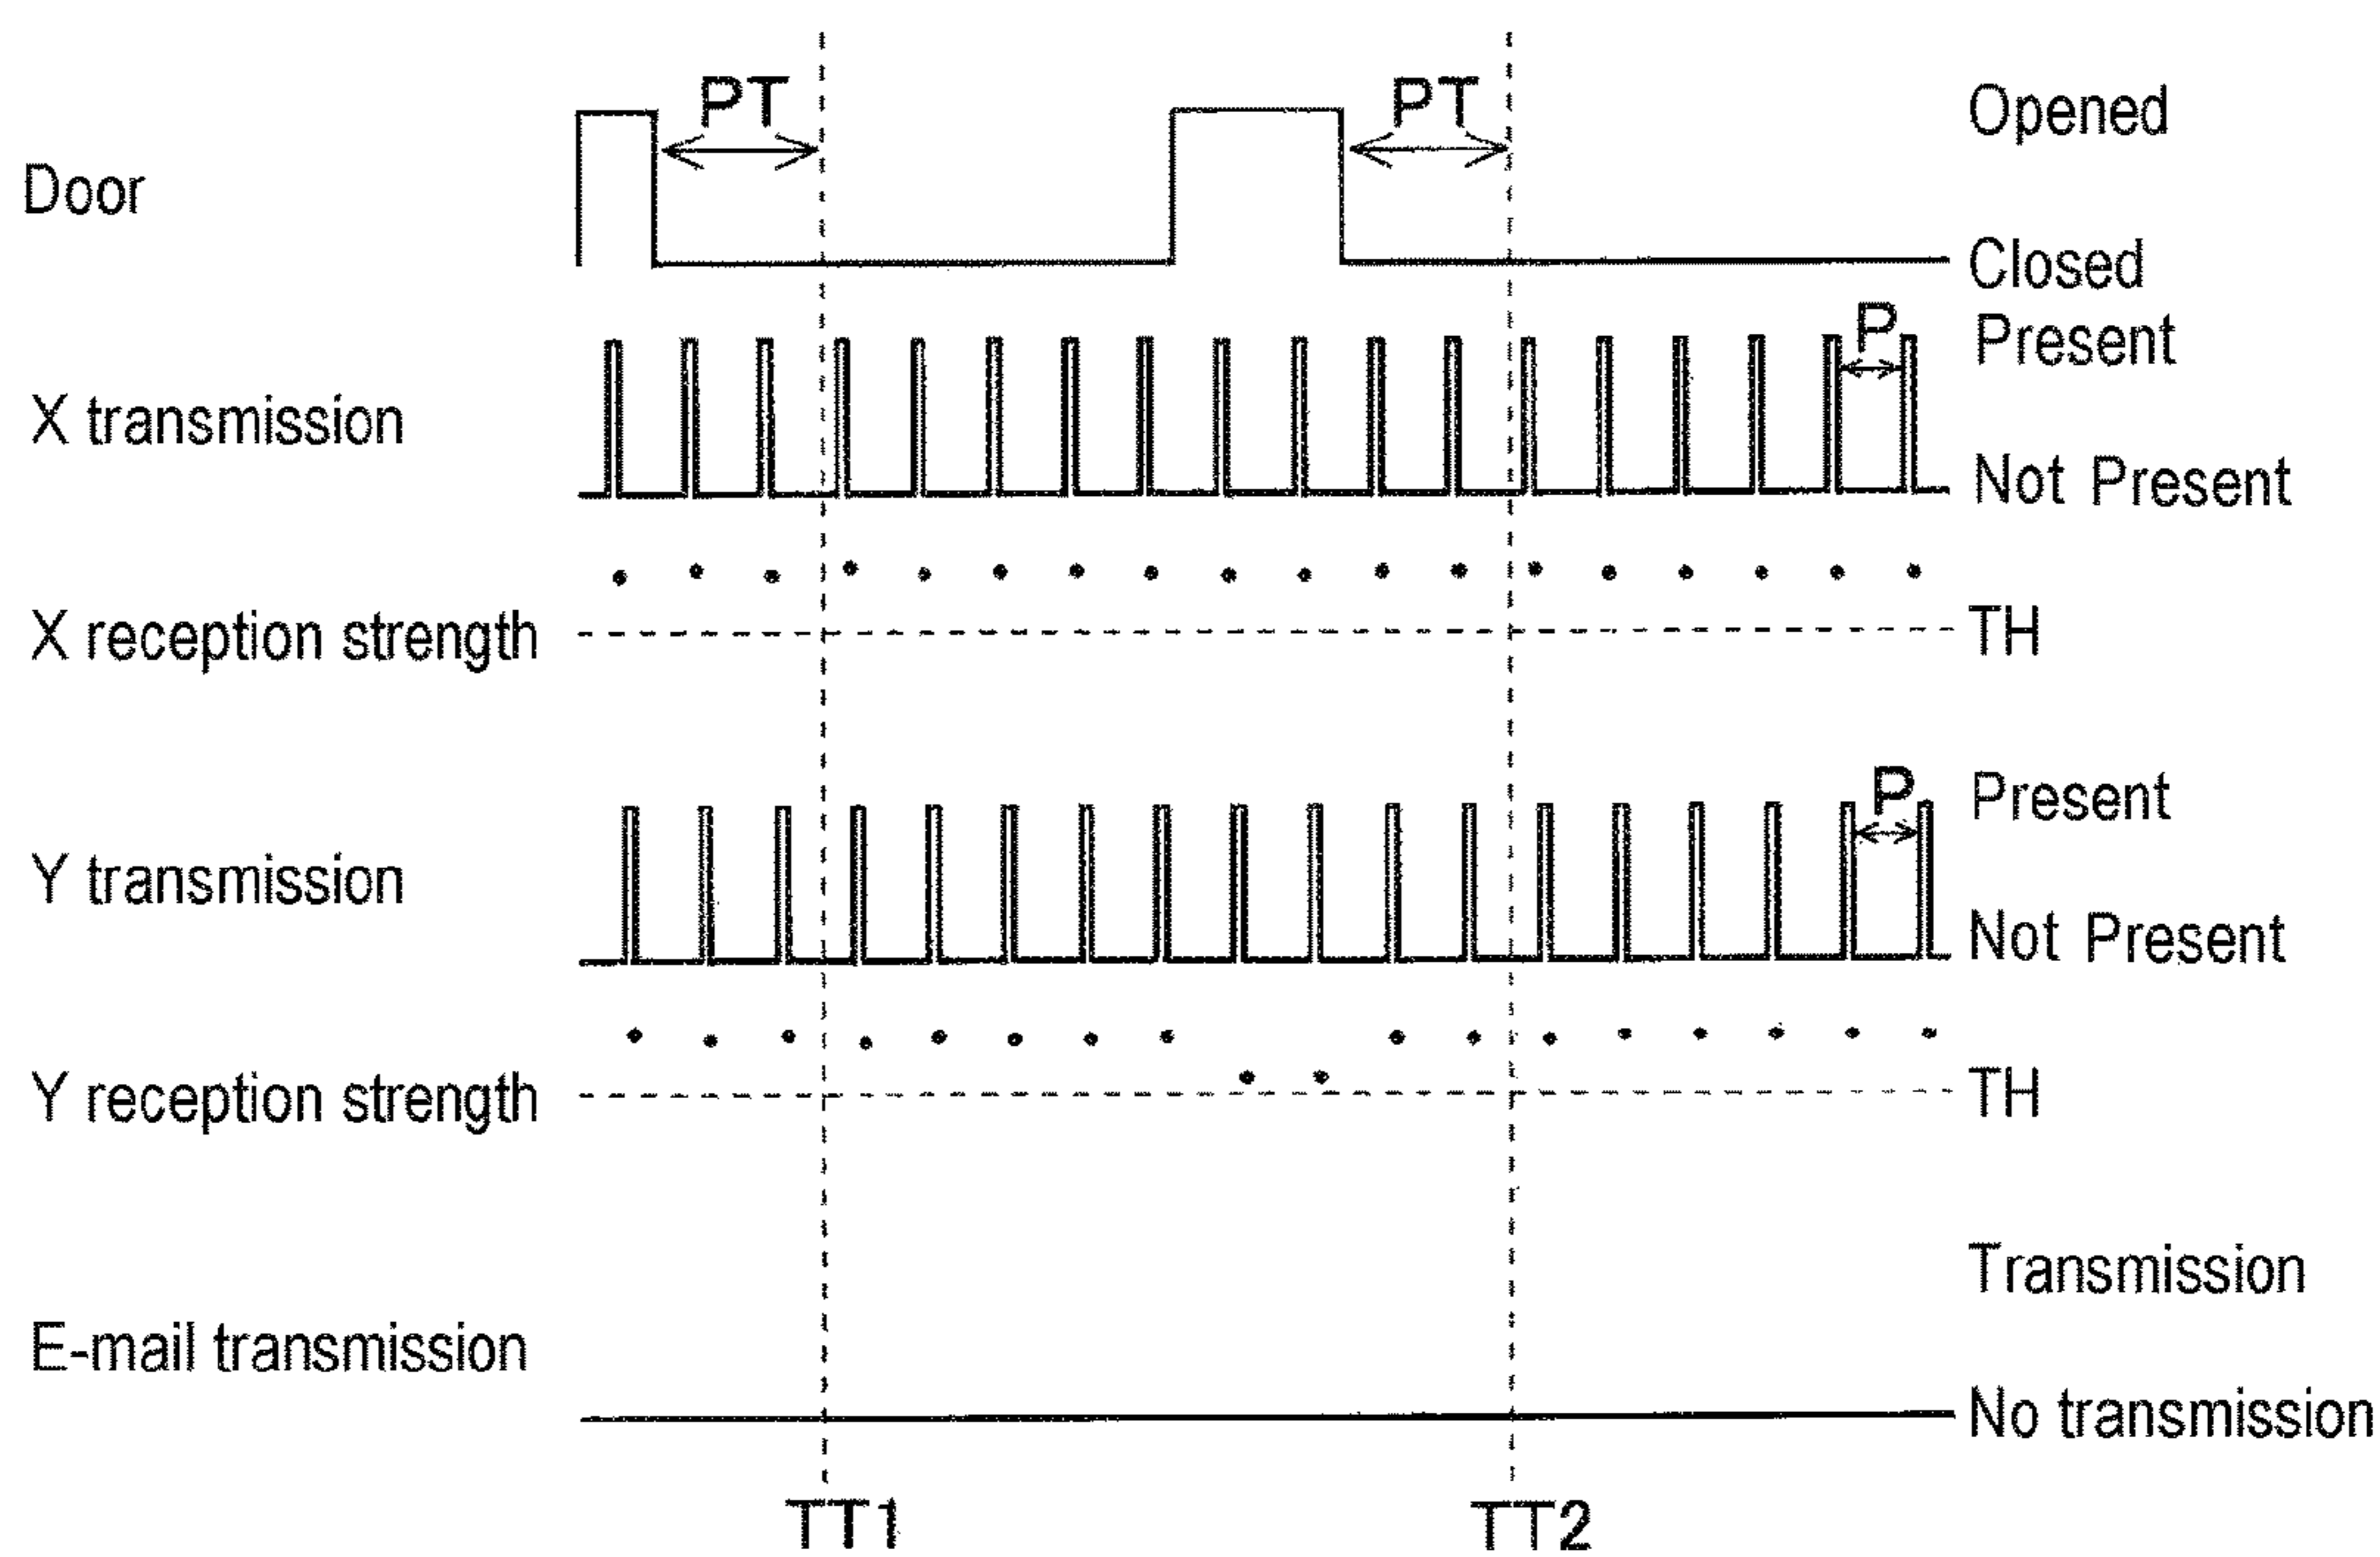 PT PT Opened
Door
Closed
P Present
X transmission
Not Present
X reception strength TH
P Present
Y transmission
Not Present
Y reception strength TH
Transmission
E-mail transmission
No transmission
TT1 TT2